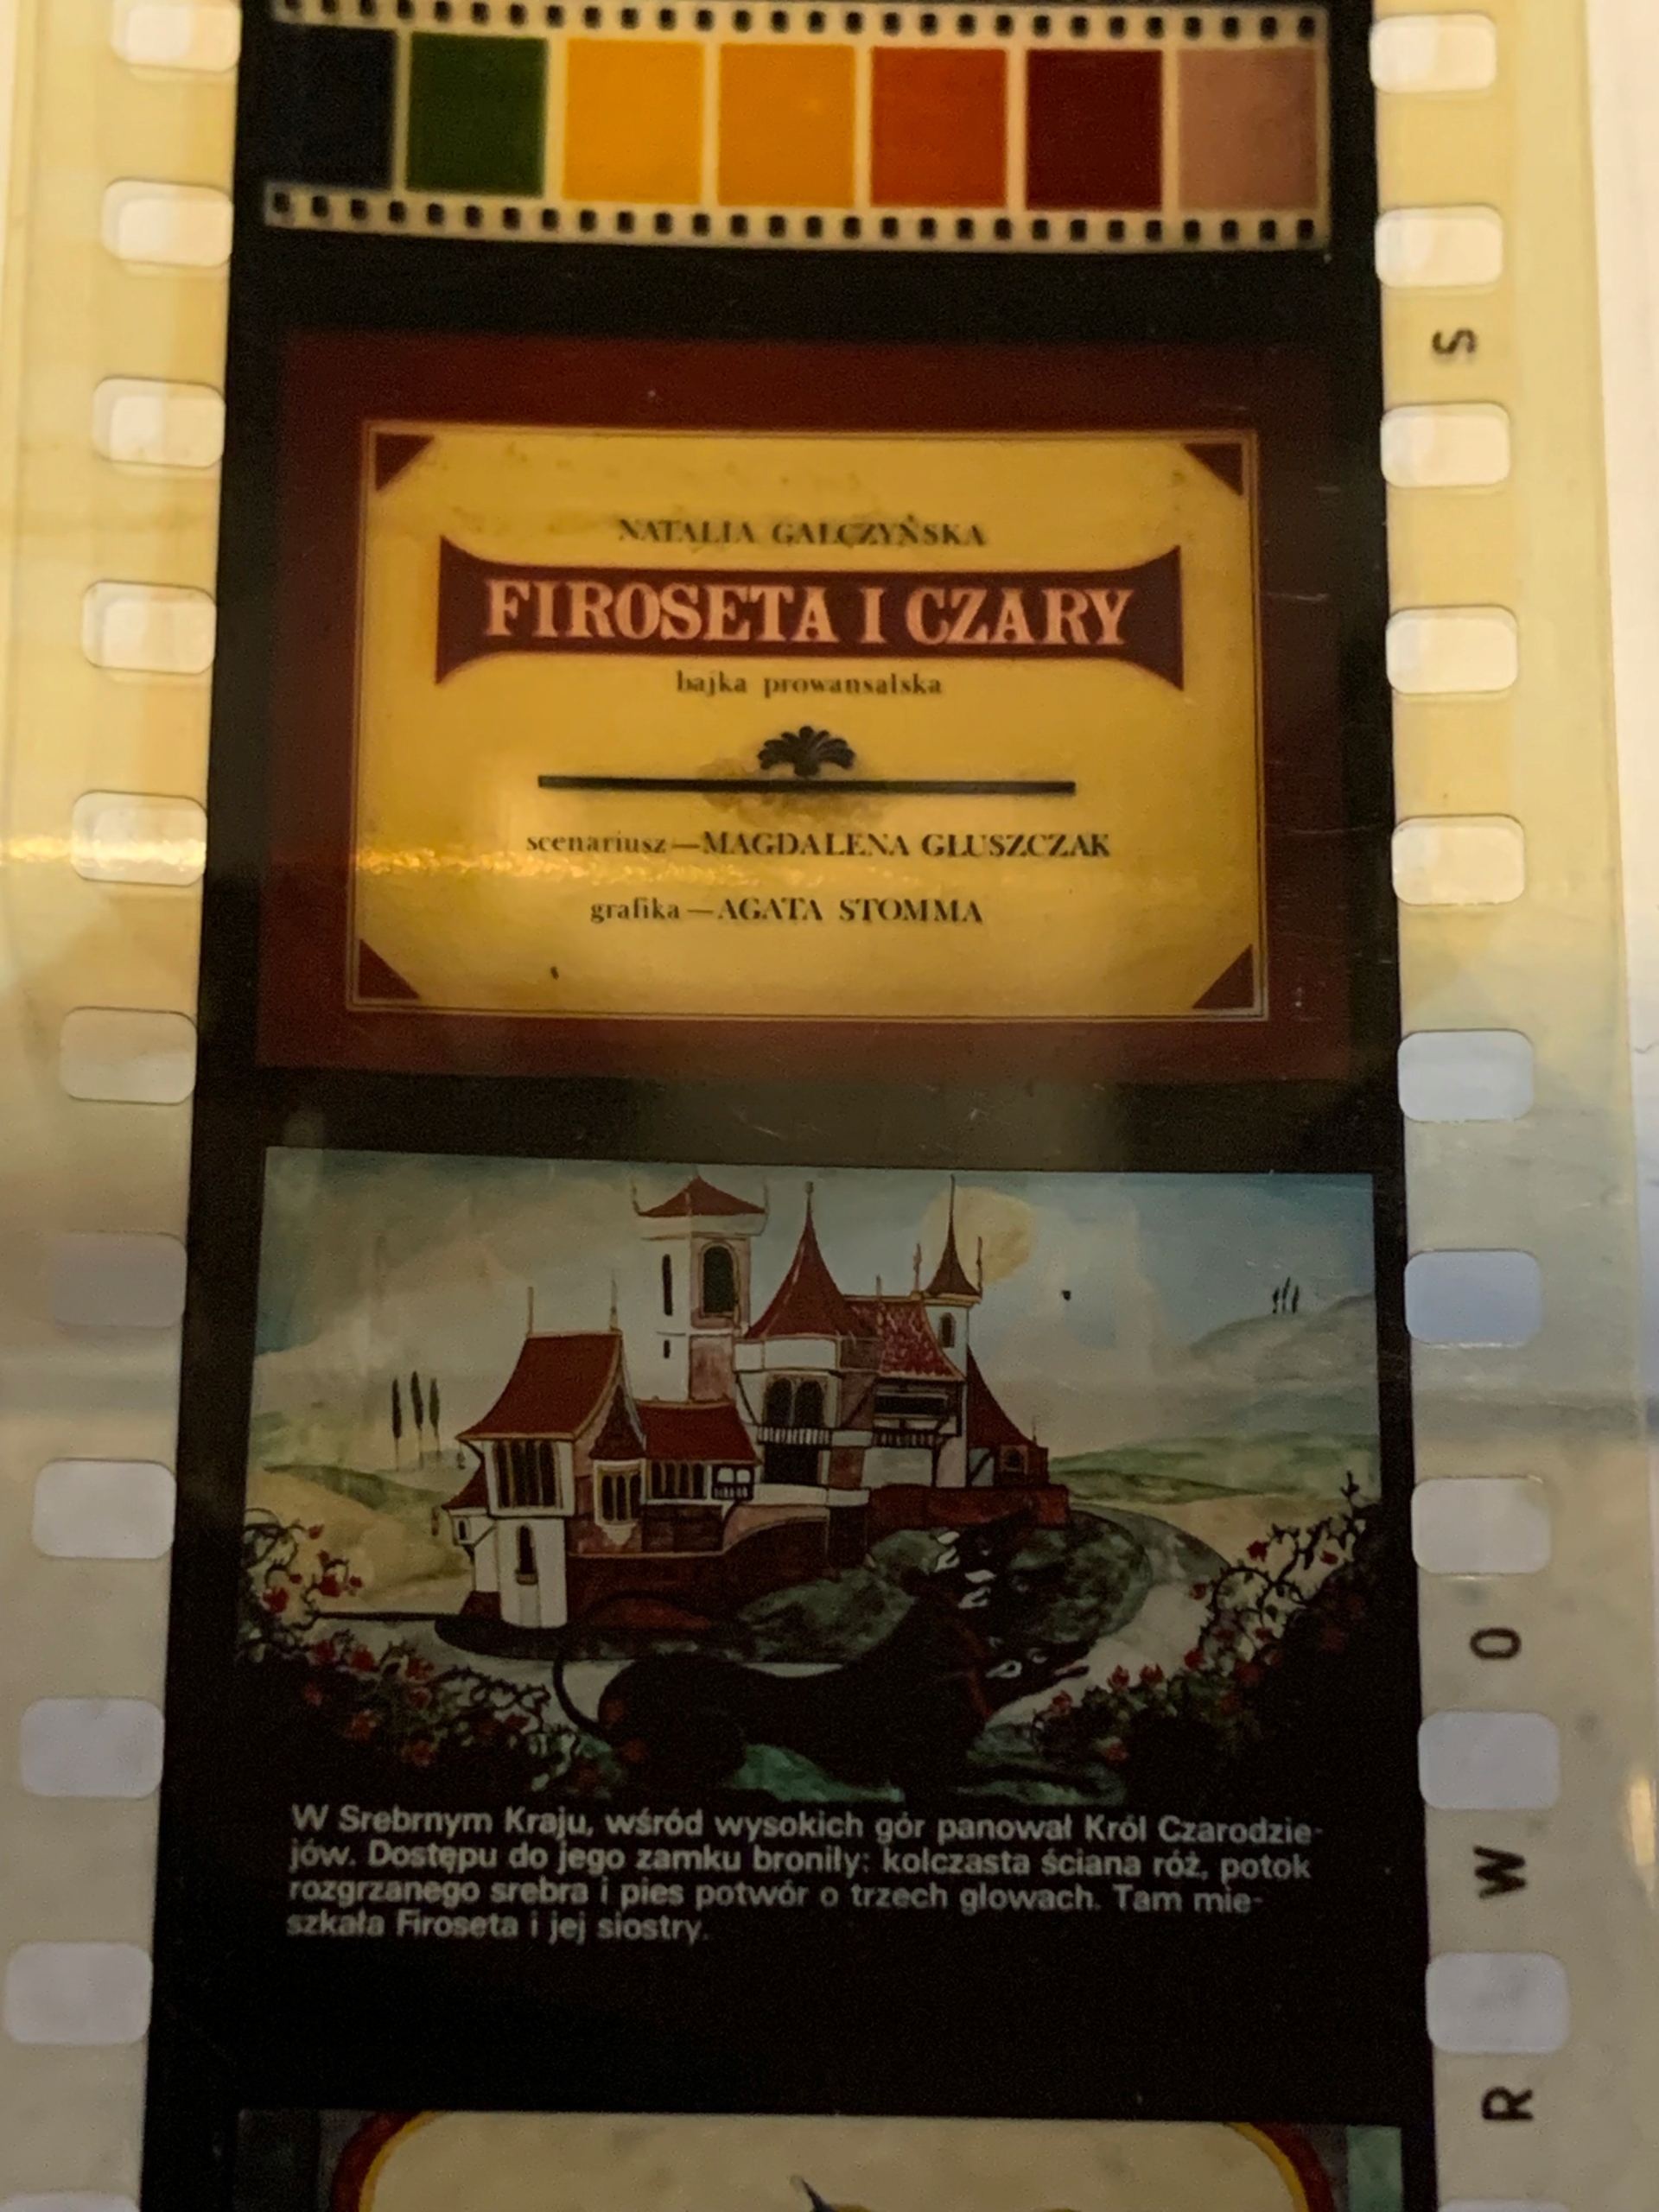 NATALIA GAŁCZYŃSKA
FIROSETA I CZARY
bajka prowansalska
scenariusz—MAGDALENA GŁUSZCZAK
grafika—AGATA STOMMA
W Srebrnym Kraju, wśród wysokich gór panował Król Czarodzie-
jów. Dostępu do jego zamku broniły: kolczasta ściana róż, potok
rozgrzanego srebra i pies potwór o trzech głowach. Tam mie-
szkała Firoseta i jej siostry.
R W O S